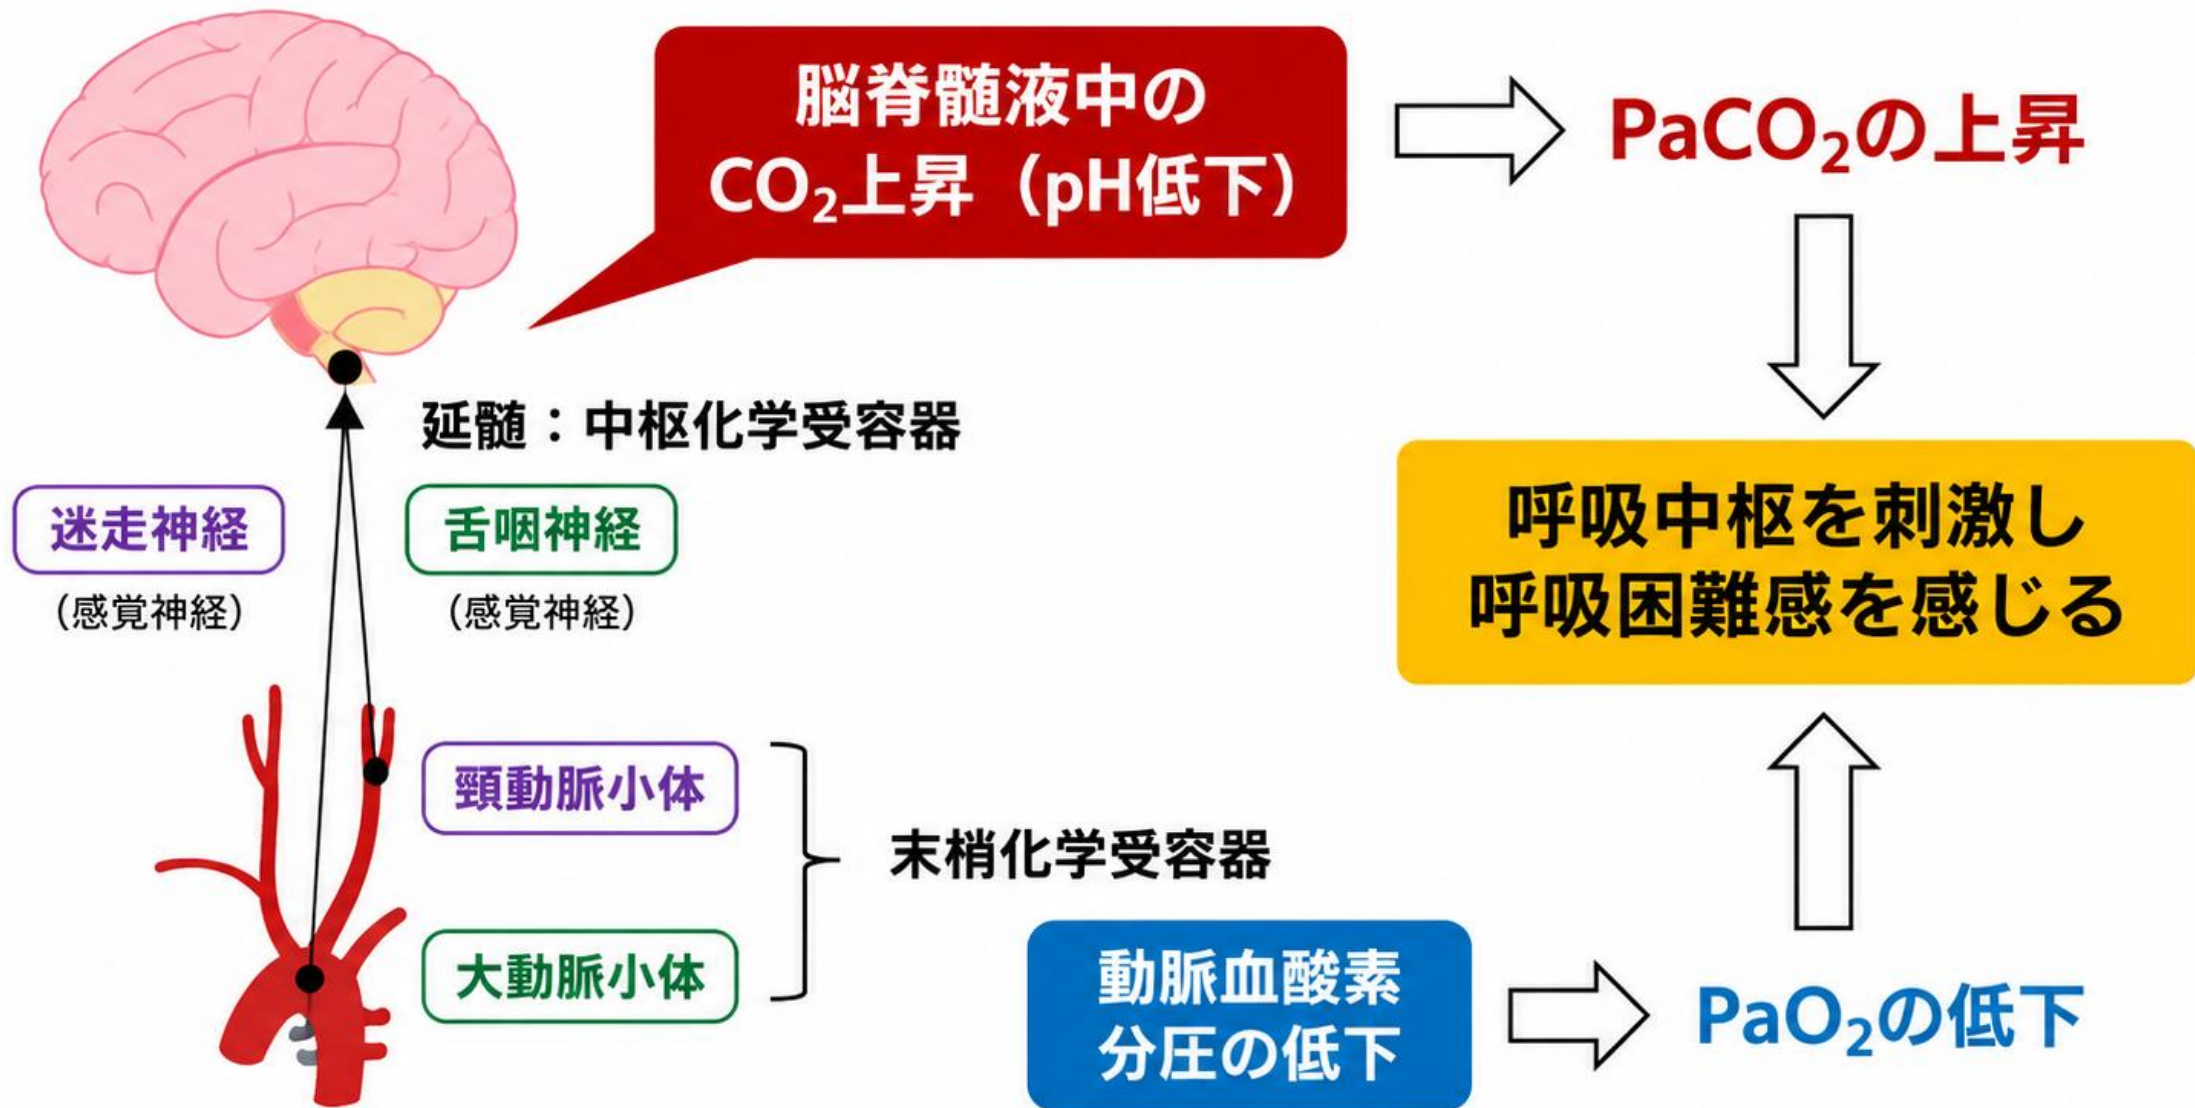 脳脊髄液中の
CO₂上昇（pH低下）
PaCO₂の上昇
延髄：中枢化学受容器
迷走神経
（感覚神経）
舌咽神経
（感覚神経）
呼吸中枢を刺激し
呼吸困難感を感じる
頸動脈小体
大動脈小体
末梢化学受容器
動脈血酸素
分圧の低下
PaO₂の低下